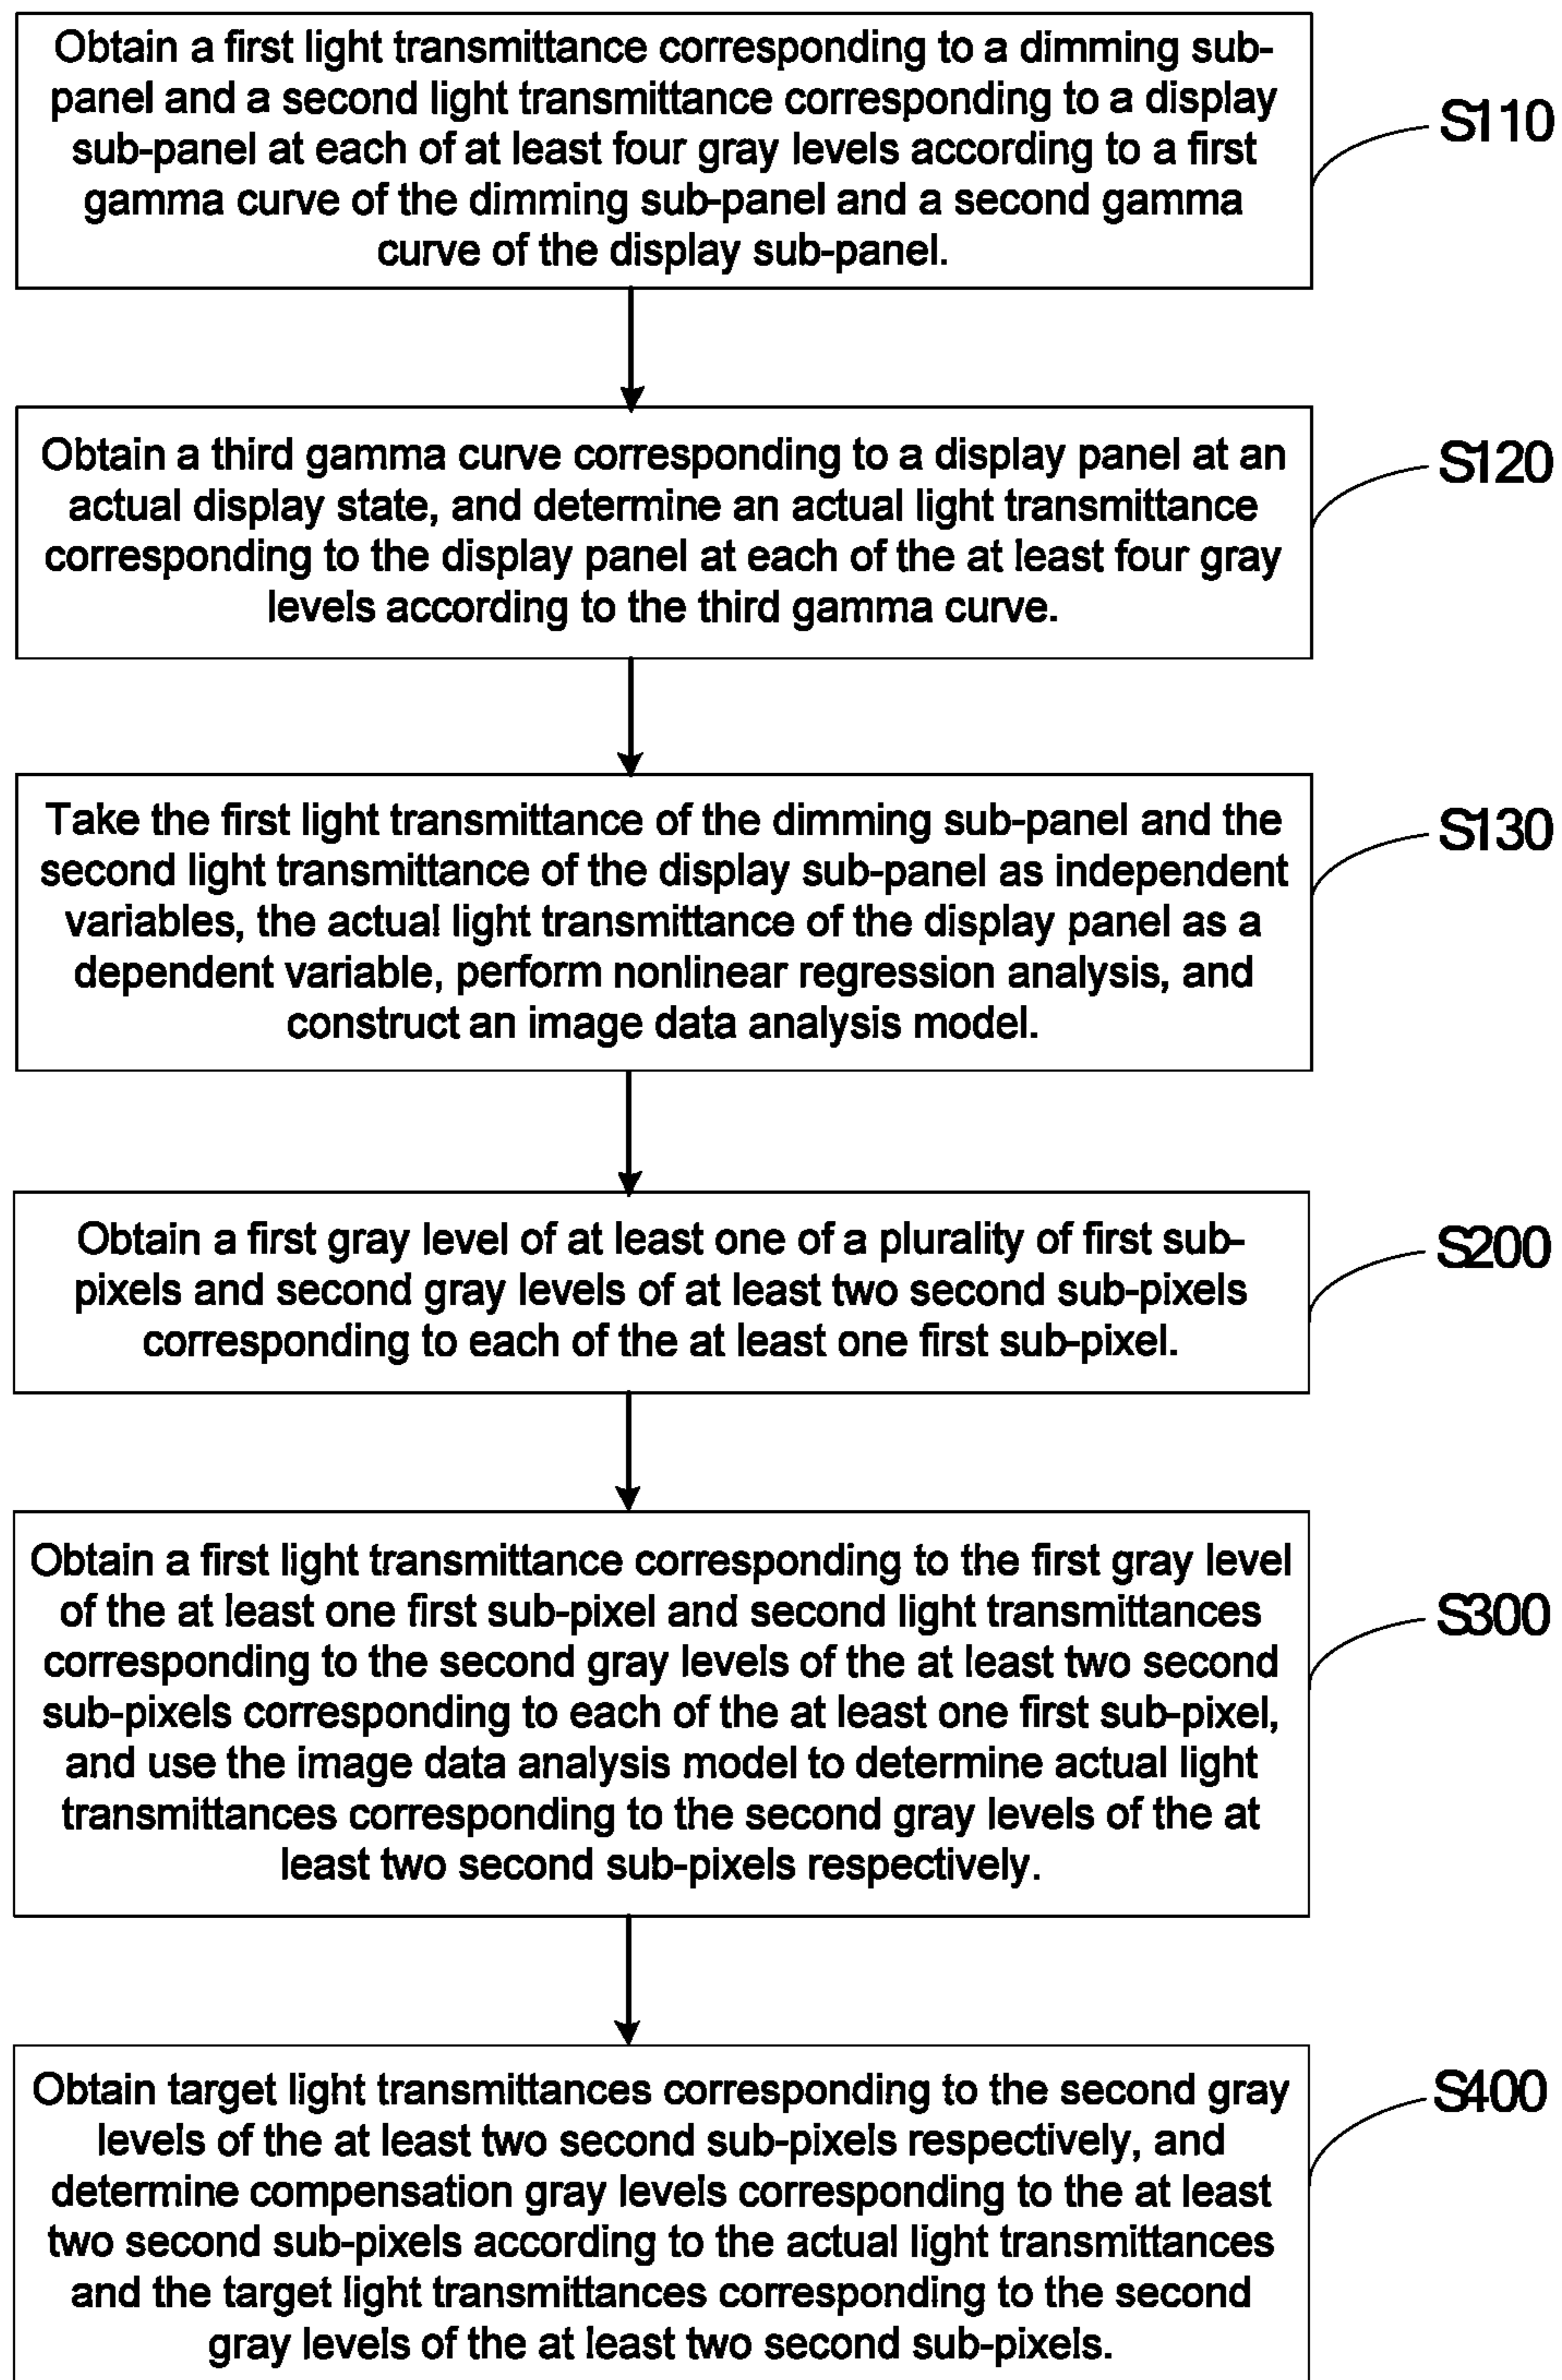 Obtain a first light transmittance corresponding to a dimming sub-
panel and a second light transmittance corresponding to a display
sub-panel at each of at least four gray levels according to a first
gamma curve of the dimming sub-panel and a second gamma
curve of the display sub-panel.
S110
Obtain a third gamma curve corresponding to a display panel at an
actual display state, and determine an actual light transmittance
corresponding to the display panel at each of the at least four gray
levels according to the third gamma curve.
S120
Take the first light transmittance of the dimming sub-panel and the
second light transmittance of the display sub-panel as independent
variables, the actual light transmittance of the display panel as a
dependent variable, perform nonlinear regression analysis, and
construct an image data analysis model.
S130
Obtain a first gray level of at least one of a plurality of first sub-
pixels and second gray levels of at least two second sub-pixels
corresponding to each of the at least one first sub-pixel.
S200
Obtain a first light transmittance corresponding to the first gray level
of the at least one first sub-pixel and second light transmittances
corresponding to the second gray levels of the at least two second
sub-pixels corresponding to each of the at least one first sub-pixel,
and use the image data analysis model to determine actual light
transmittances corresponding to the second gray levels of the at
least two second sub-pixels respectively.
S300
Obtain target light transmittances corresponding to the second gray
levels of the at least two second sub-pixels respectively, and
determine compensation gray levels corresponding to the at least
two second sub-pixels according to the actual light transmittances
and the target light transmittances corresponding to the second
gray levels of the at least two second sub-pixels.
S400